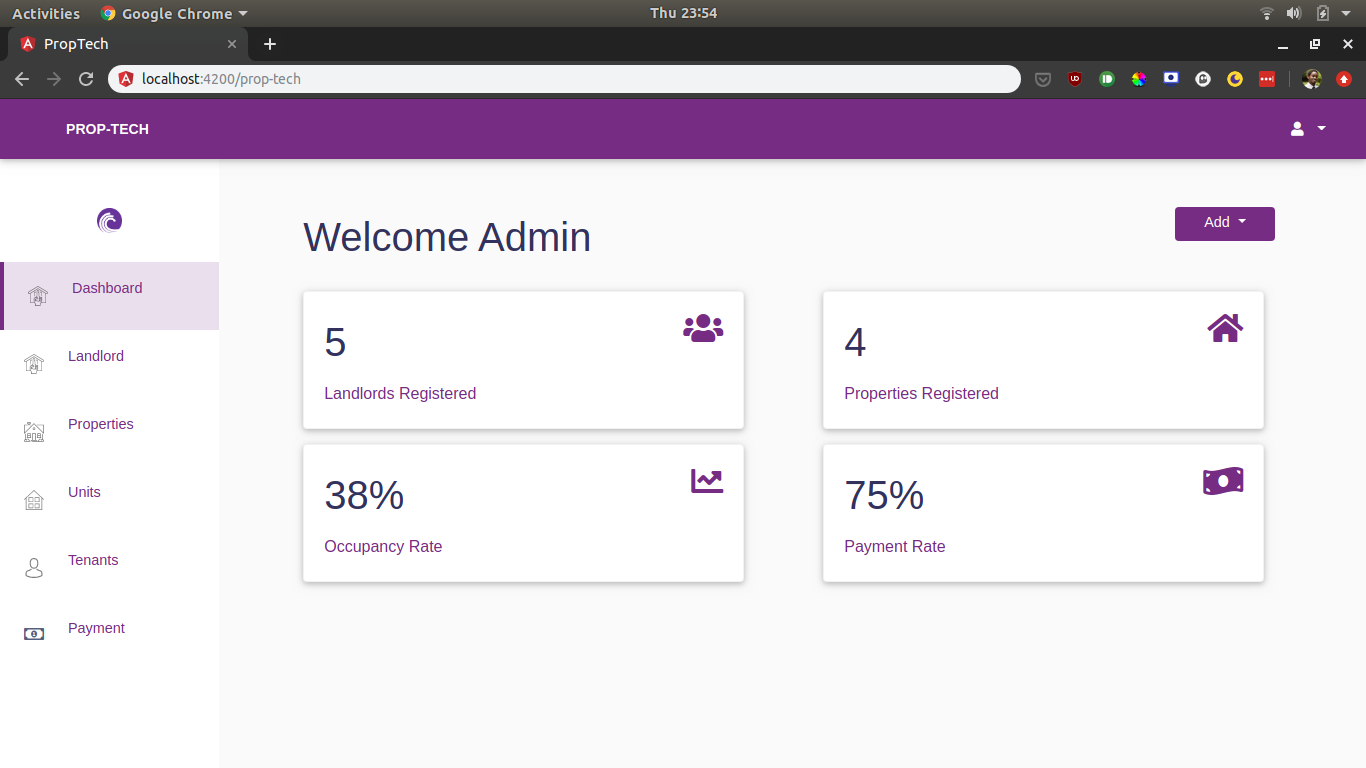 Activities Google Chrome Thu 23:54
PropTech
localhost:4200/prop-tech
PROP-TECH
Dashboard
Landlord
Properties
Units
Tenants
Payment
Welcome Admin
Add
5
Landlords Registered
4
Properties Registered
38%
Occupancy Rate
75%
Payment Rate